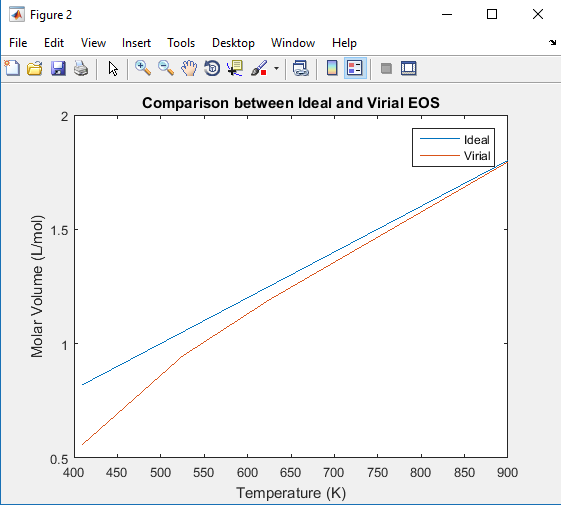 Figure 2
File Edit View Insert Tools Desktop Window Help
Comparison between Ideal and Virial EOS
Ideal
Virial
2
1.5
1
0.5
Molar Volume (L/mol)
400 450 500 550 600 650 700 750 800 850 900
Temperature (K)